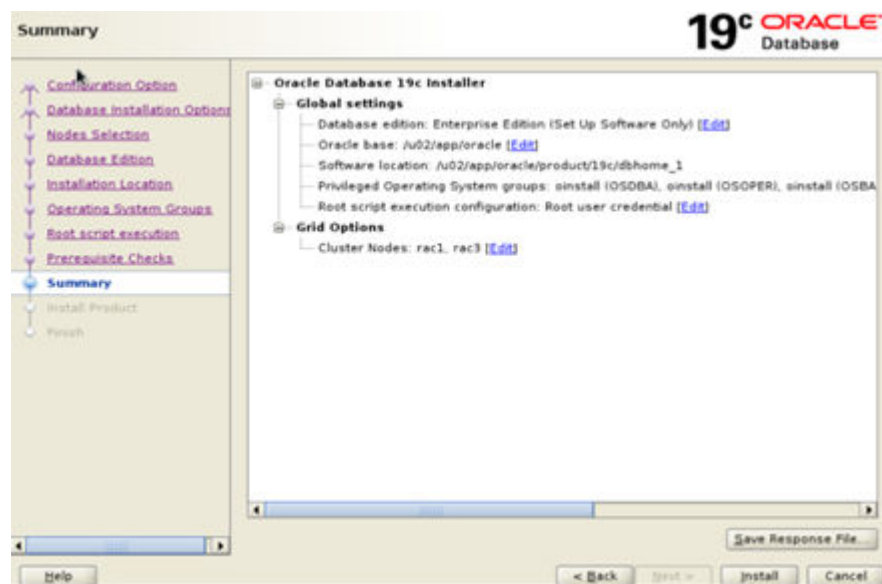 Summary
19c ORACLE
Database
Configuration Option
Database Installation Options
Nodes Selection
Database Edition
Installation Location
Operating System Groups
Root script execution
Prerequisite Checks
Summary
Install Product
Finish
Oracle Database 19c Installer
Global settings
Database edition: Enterprise Edition (Set Up Software Only) [Edit]
Oracle base: /u02/app/oracle [Edit]
Software location: /u02/app/oracle/product/19c/dbhome_1
Privileged Operating System groups: oinstall (OSDBA), oinstall (OSOPER), oinstall (OSBA
Root script execution configuration: Root user credential [Edit]
Grid Options
Cluster Nodes: rac1, rac3 [Edit]
Save Response File...
Help
< Back
Next >
Install
Cancel